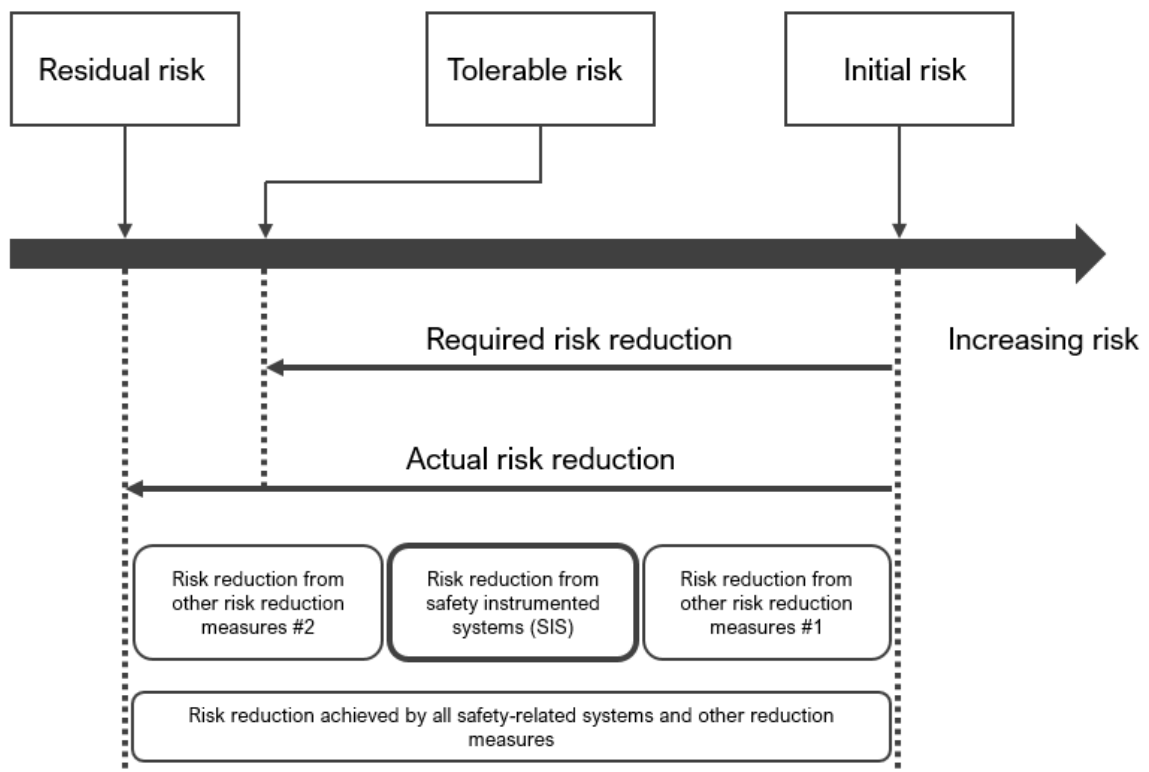 Residual risk
Tolerable risk
Initial risk
Required risk reduction
Increasing risk
Actual risk reduction
Risk reduction from
other risk reduction
measures #2
Risk reduction from
safety instrumented
systems (SIS)
Risk reduction from
other risk reduction
measures #1
Risk reduction achieved by all safety-related systems and other reduction
measures